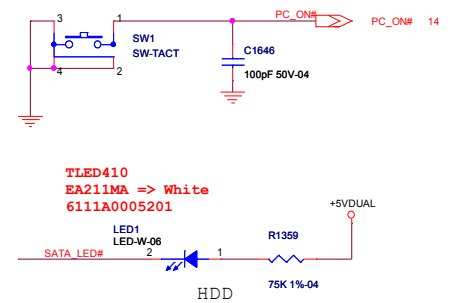 3 1 PC_ON# PC_ON# 14
SW1
SW-TACT
C1646
4 2
100pF 50V-04
TLED410
EA211MA => White
6111A0005201
+5VDUAL
LED1
LED-W-06
R1359
SATA_LED# 2 1
75K 1%-04
HDD